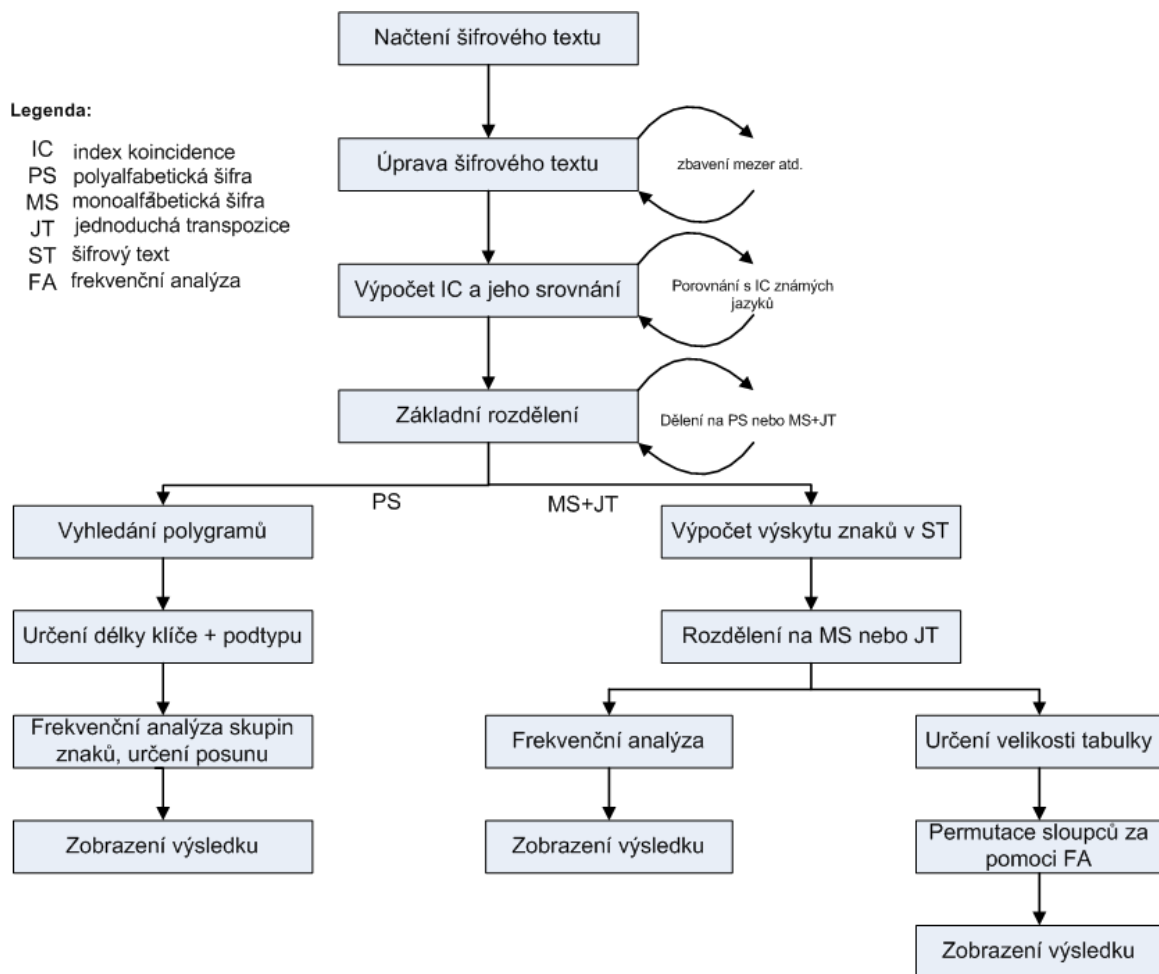 Načtení šifrového textu
Legenda:
IC index koincidence
PS polyalfabetická šifra
MS monoalfabetická šifra
JT jednoduchá transpozice
ST šifrový text
FA frekvenční analýza
Úprava šifrového textu
zbavení mezer atd.
Výpočet IC a jeho srovnání
Porovnání s IC známých
jazyků
Základní rozdělení
Dělení na PS nebo MS+JT
PS
MS+JT
Vyhledání polygramů
Výpočet výskytu znaků v ST
Určení délky klíče + podtypu
Rozdělení na MS nebo JT
Frekvenční analýza skupin
znaků, určení posunu
Frekvenční analýza
Určení velikosti tabulky
Zobrazení výsledku
Zobrazení výsledku
Permutace sloupců za
pomoci FA
Zobrazení výsledku